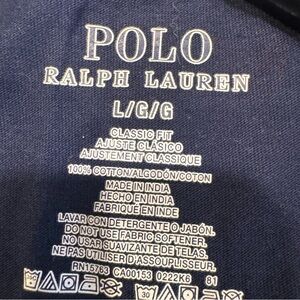 POLO
RALPH LAUREN
L/G/G
CLASSIC FIT
AJUSTE CLÁSICO
AJUSTEMENT CLASSIQUE
100% COTTON/ALGODÓN/COTON
MADE IN INDIA
HECHO EN INDIA
FABRIQUÉ EN INDE
LAVAR CON DETERGENTE O JABÓN.
DO NOT USE FABRIC SOFTENER.
NO USAR SUAVIZANTE DE TELAS.
N'UTILISER PAS D'ASSOUPLISSEUR.
RN15763 CA00153 0222K6 81
30